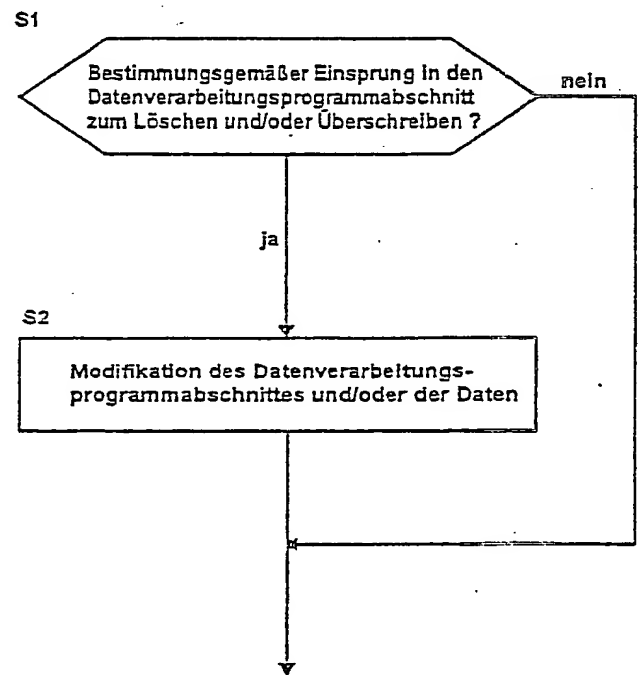 S1
Bestimmungsgemäßer Einsprung in den
Datenverarbeitungsprogrammabschnitt
zum Löschen und/oder Überschreiben ?
nein
ja
S2
Modifikation des Datenverarbeitungs-
programmabschnittes und/oder der Daten